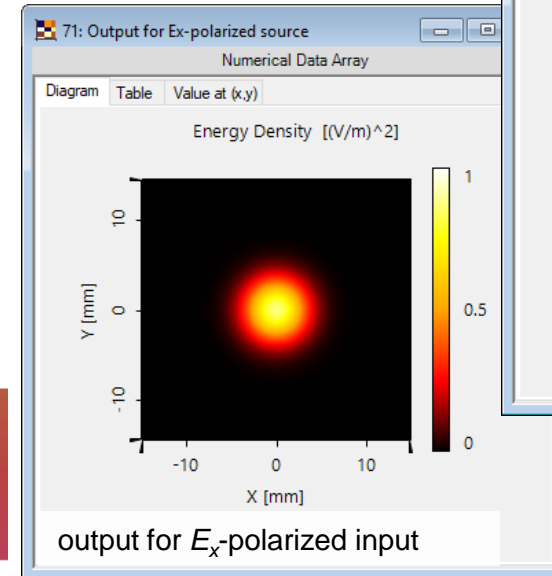 71: Output for Ex-polarized source
Numerical Data Array
Diagram Table Value at (x,y)
Energy Density [(V/m)^2]
1
0.5
0
10
0
-10
Y [mm]
-10 0 10
X [mm]
output for Ex-polarized input